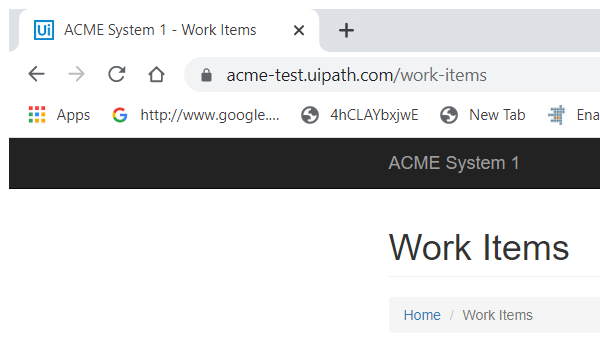 Ui ACME System 1 - Work Items
acme-test.uipath.com/work-items
Apps G http://www.google.... 4hCLAYbxjwE New Tab Ena
ACME System 1
Work Items
Home / Work Items